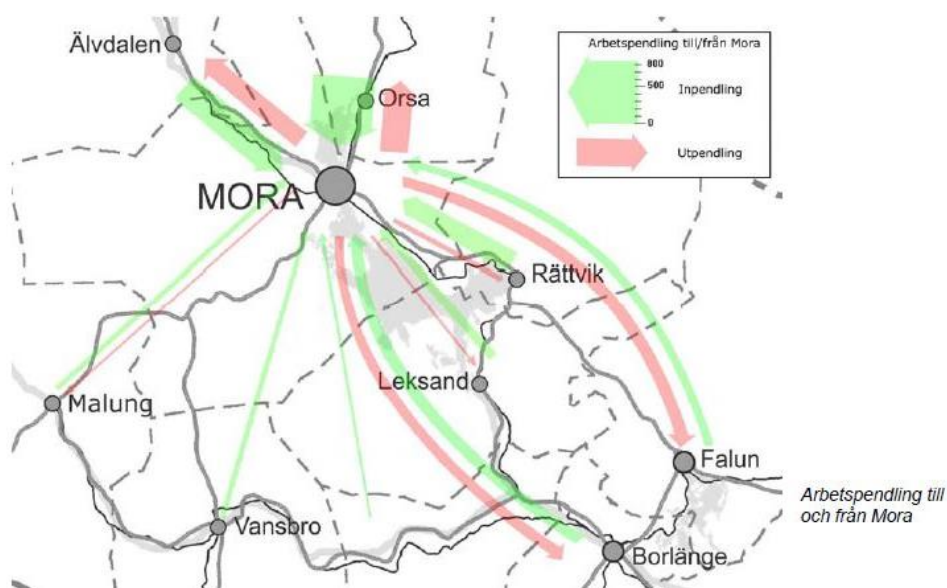 Älvdalen
Arbetspendling till/från Mora
800
500
Inpendling
0
Utpendling
Orsa
MORA
Rättvik
Leksand
Malung
Falun
Arbetspendling till
och från Mora
Vansbro
Borlänge